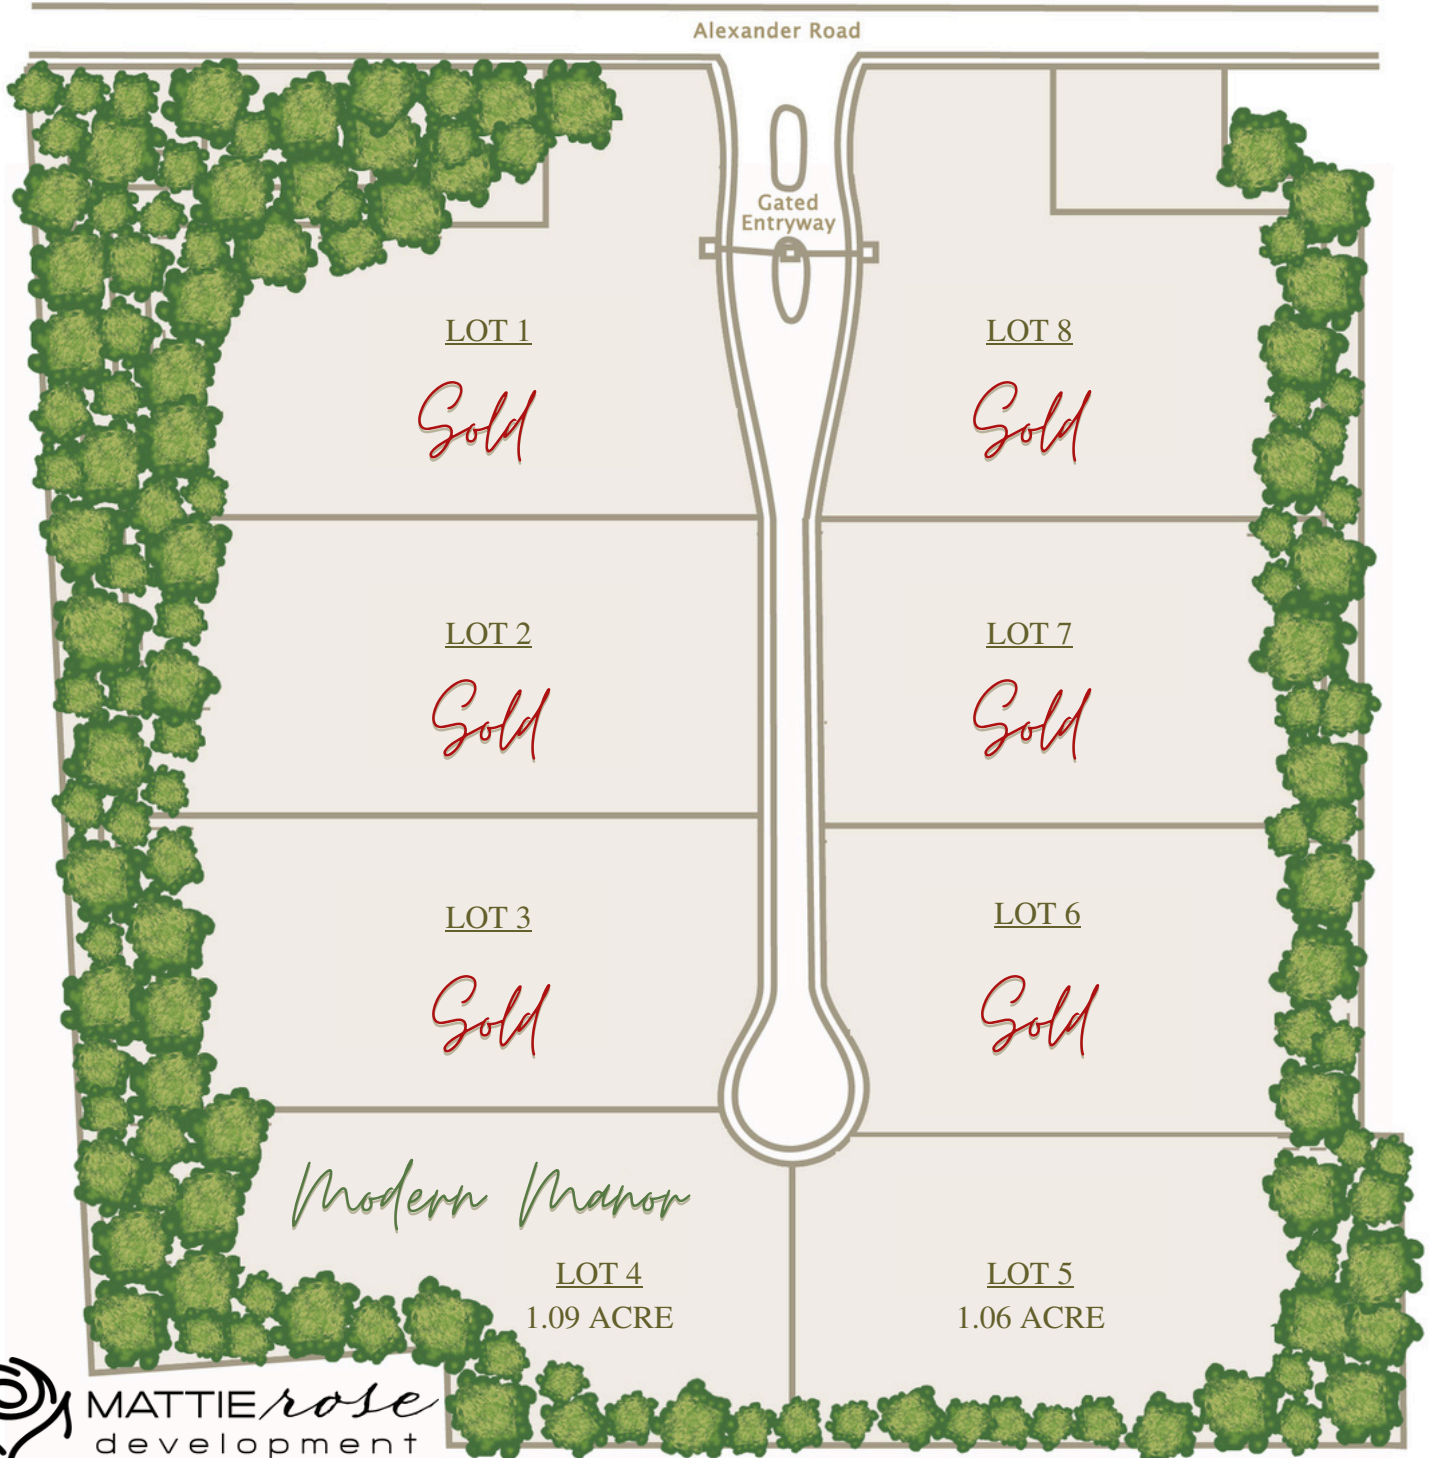 Alexander Road
Gated
Entryway
LOT 1
Sold
LOT 8
Sold
LOT 2
Sold
LOT 7
Sold
LOT 3
Sold
LOT 6
Sold
Modern Manor
LOT 4
1.09 ACRE
LOT 5
1.06 ACRE
MATTIE rose
development